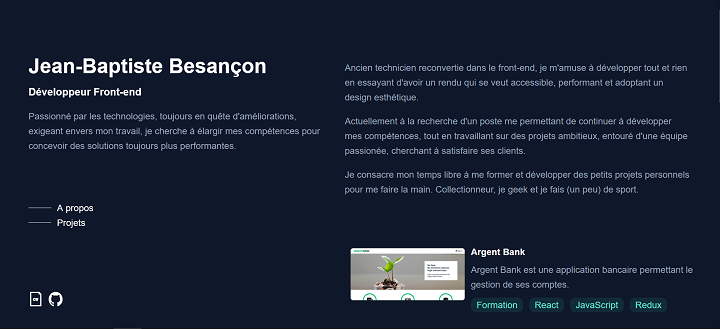 Jean-Baptiste Besançon
Développeur Front-end
Passionné par les technologies, toujours en quête d'améliorations,
exigeant envers mon travail, je cherche à élargir mes compétences pour
concevoir des solutions toujours plus performantes.
A propos
Projets
Ancien technicien reconvertie dans le front-end, je m'amuse à développer tout et rien
en essayant d'avoir un rendu qui se veut accessible, performant et adoptant un
design esthétique.
Actuellement à la recherche d'un poste me permettant de continuer à développer
mes compétences, tout en travaillant sur des projets ambitieux, entouré d'une équipe
passionée, cherchant à satisfaire ses clients.
Je consacre mon temps libre à me former et développer des petits projets personnels
pour me faire la main. Collectionneur, je geek et je fais (un peu) de sport.
Argent Bank
Argent Bank est une application bancaire permettant le
gestion de ses comptes.
Formation
React
JavaScript
Redux